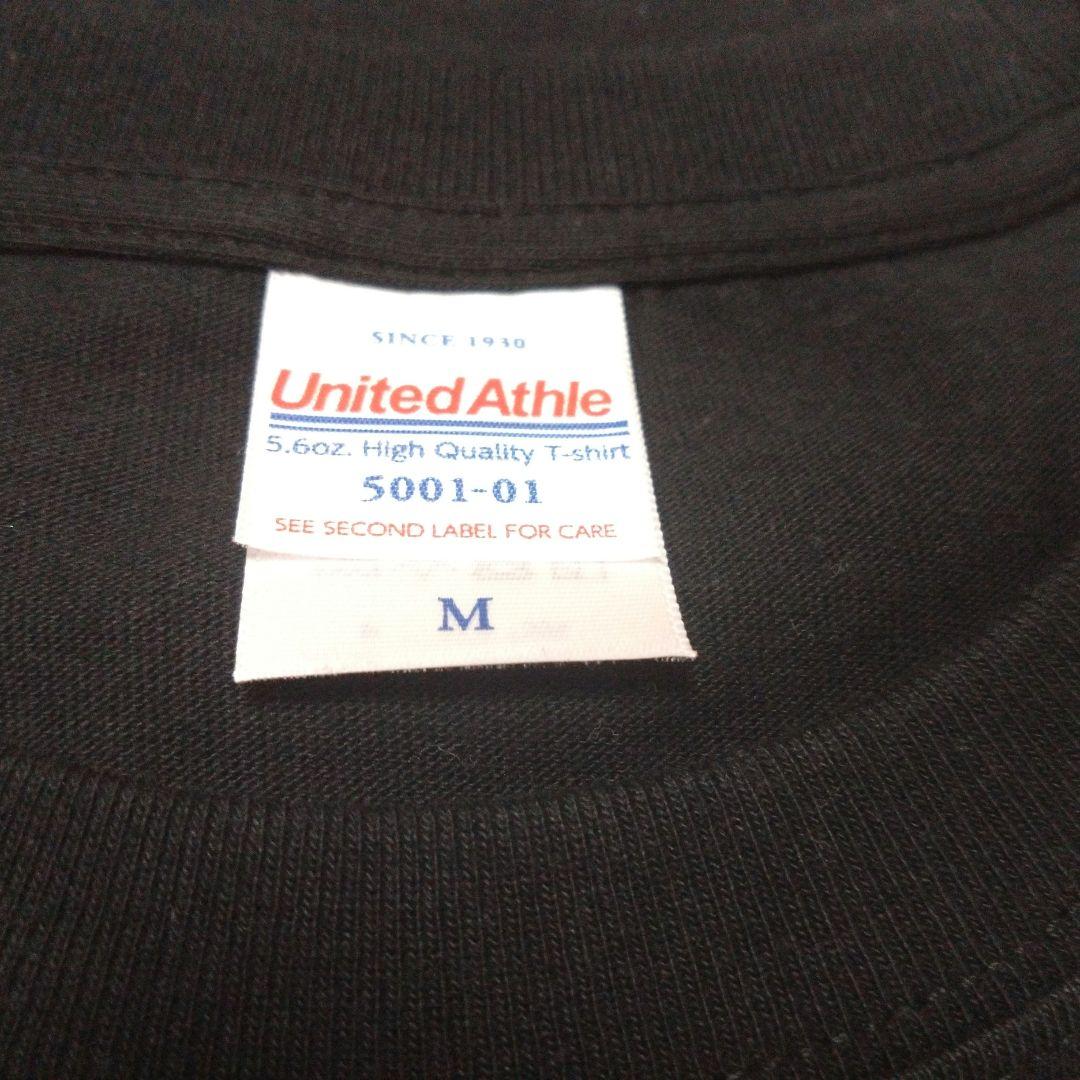 SINCE 1930
United Athle
5.6oz. High Quality T-shirt
5001-01
SEE SECOND LABEL FOR CARE
M